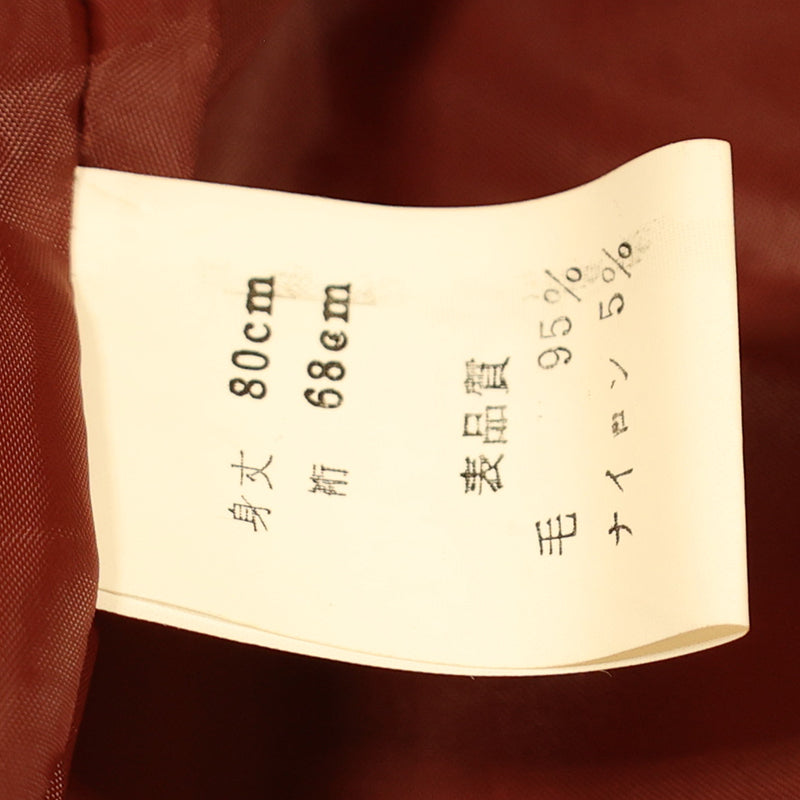 身丈 80cm
裄 68cm
表品質
毛 95%
ナイロン 5%